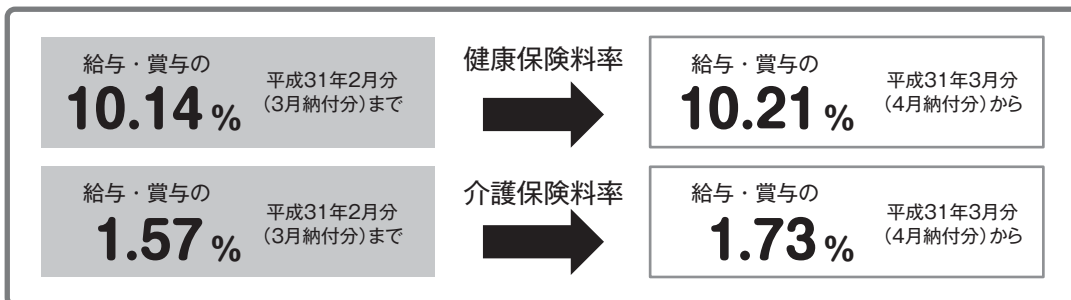 給与・賞与の
10.14%
平成31年2月分
(3月納付分)まで
健康保険料率
給与・賞与の
10.21%
平成31年3月分
(4月納付分)から
給与・賞与の
1.57%
平成31年2月分
(3月納付分)まで
介護保険料率
給与・賞与の
1.73%
平成31年3月分
(4月納付分)から